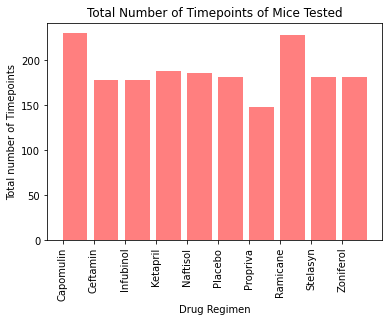 Total Number of Timepoints of Mice Tested
Total number of Timepoints
200
150
100
50
0
Capomulin
Ceftamin
Infubinol
Ketapril
Naftisol
Placebo
Propriva
Ramicane
Stelasyn
Zoniferol
Drug Regimen